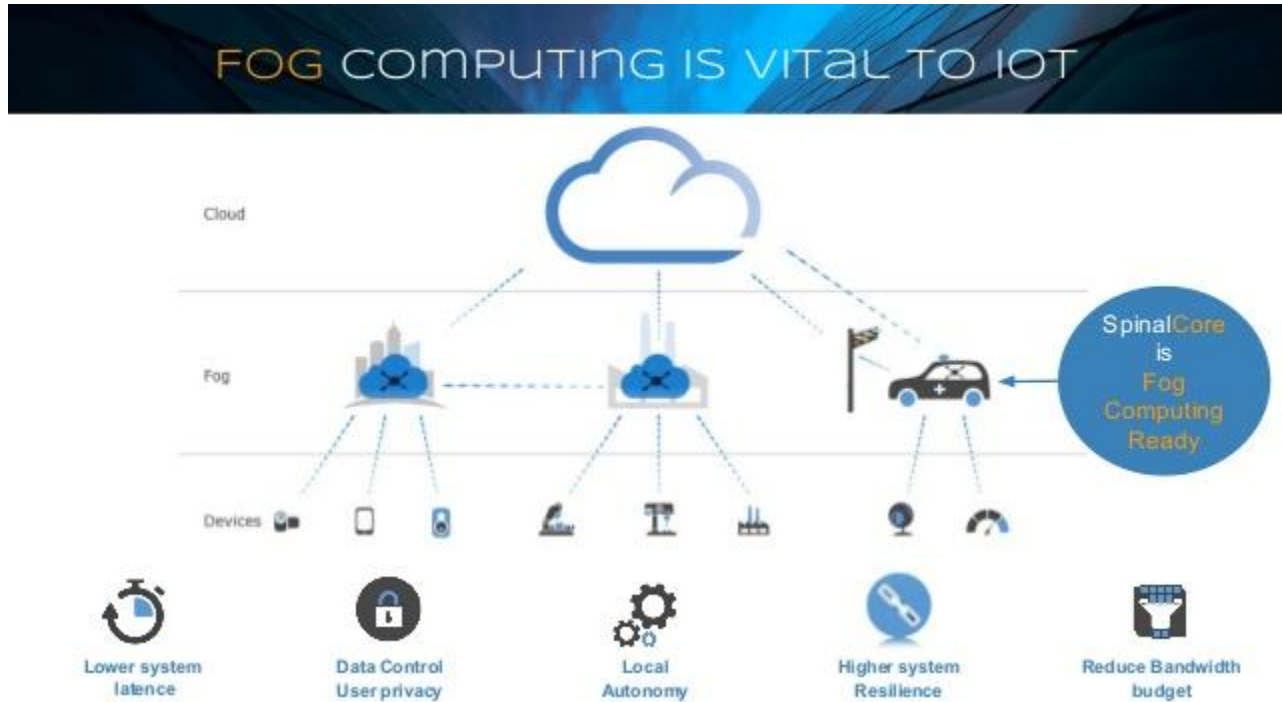 FOG COMPUTING IS VITAL TO IOT
Cloud
SpinalCore
is
Fog
Computing
Ready
Fog
Devices
Lower system
latence
Data Control
User privacy
Local
Autonomy
Higher system
Resilience
Reduce Bandwidth
budget